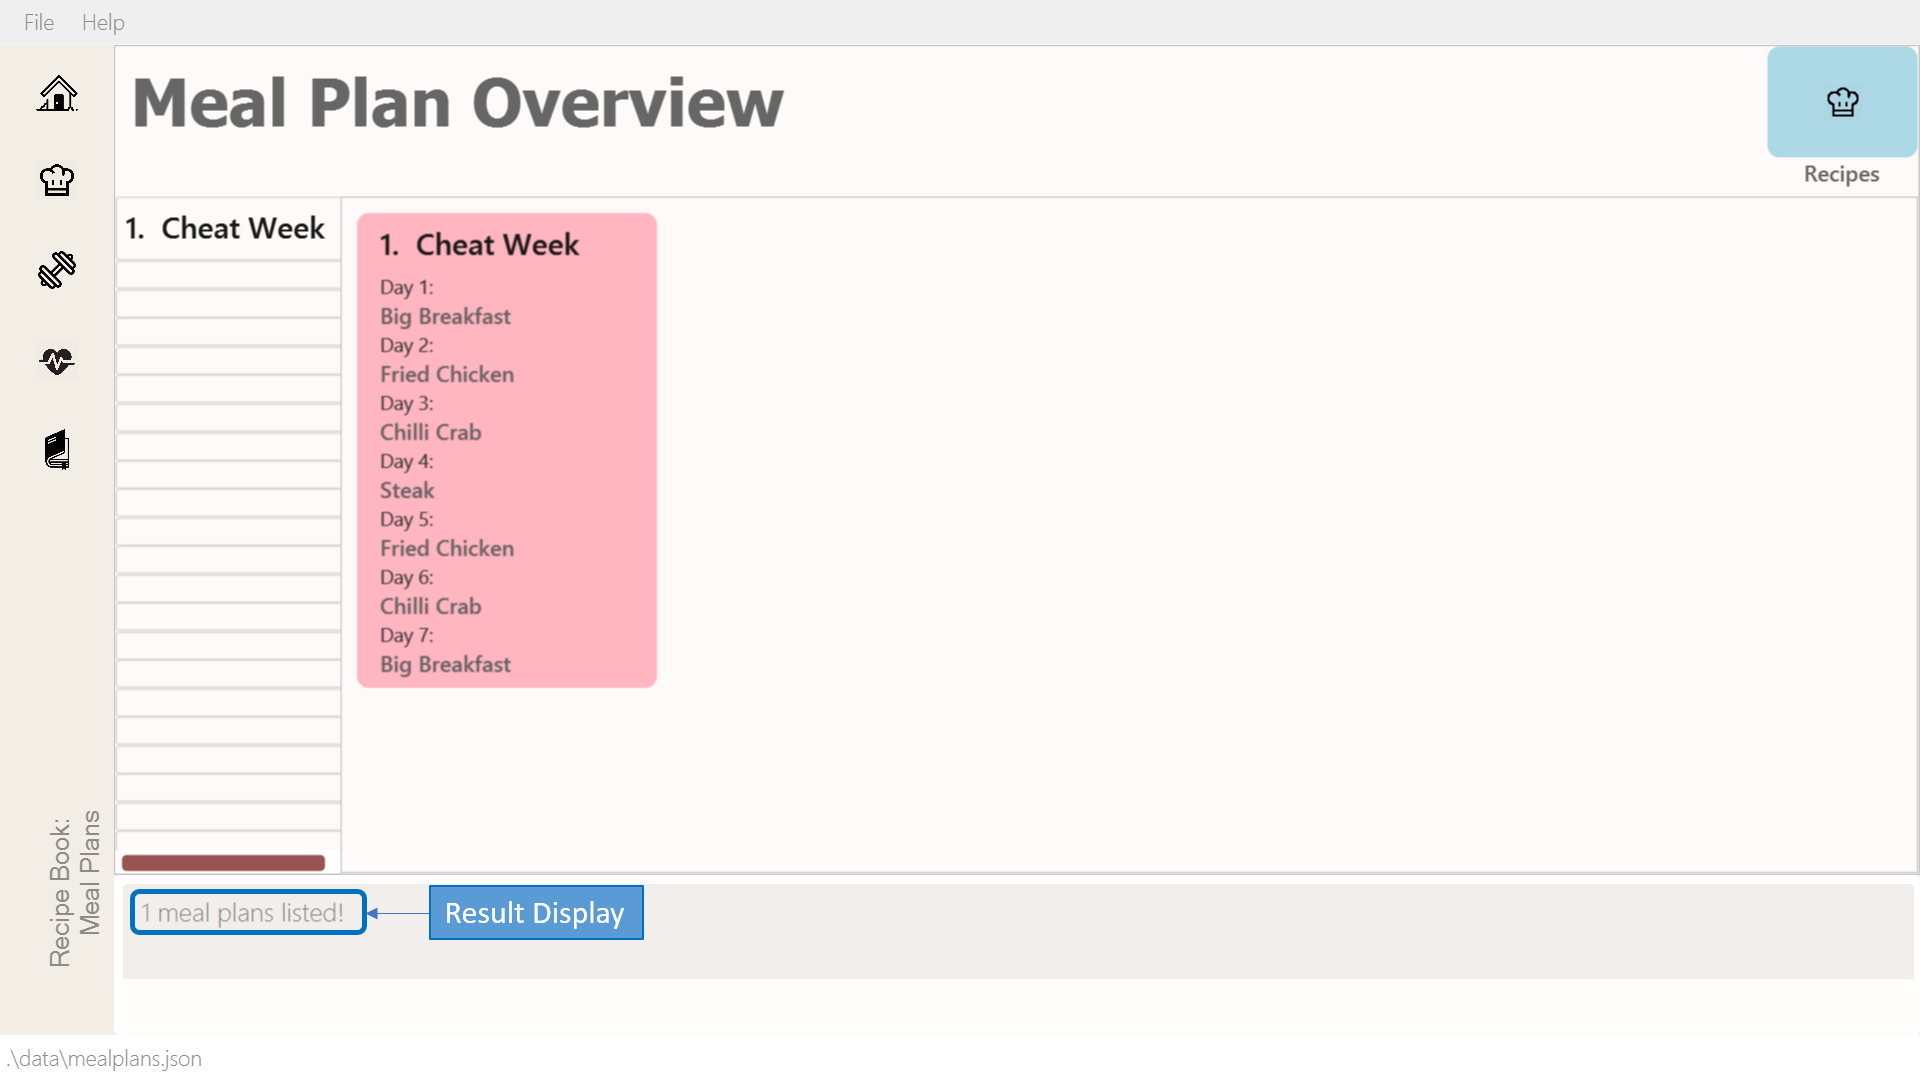 File Help
Meal Plan Overview
Recipes
1. Cheat Week
1. Cheat Week
Day 1:
Big Breakfast
Day 2:
Fried Chicken
Day 3:
Chilli Crab
Day 4:
Steak
Day 5:
Fried Chicken
Day 6:
Chilli Crab
Day 7:
Big Breakfast
Recipe Book:
Meal Plans
1 meal plans listed!
Result Display
.\data\mealplans.json